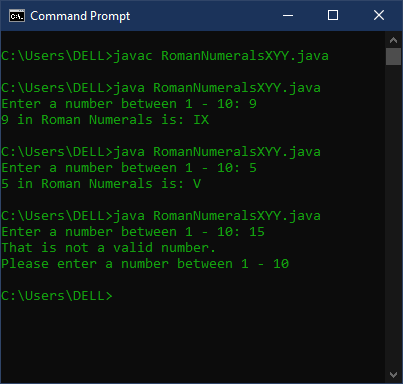 Command Prompt
C:\Users\DELL>javac RomanNumeralsXYY.java
C:\Users\DELL>java RomanNumeralsXYY.java
Enter a number between 1 - 10: 9
9 in Roman Numerals is: IX
C:\Users\DELL>java RomanNumeralsXYY.java
Enter a number between 1 - 10: 5
5 in Roman Numerals is: V
C:\Users\DELL>java RomanNumeralsXYY.java
Enter a number between 1 - 10: 15
That is not a valid number.
Please enter a number between 1 - 10
C:\Users\DELL>